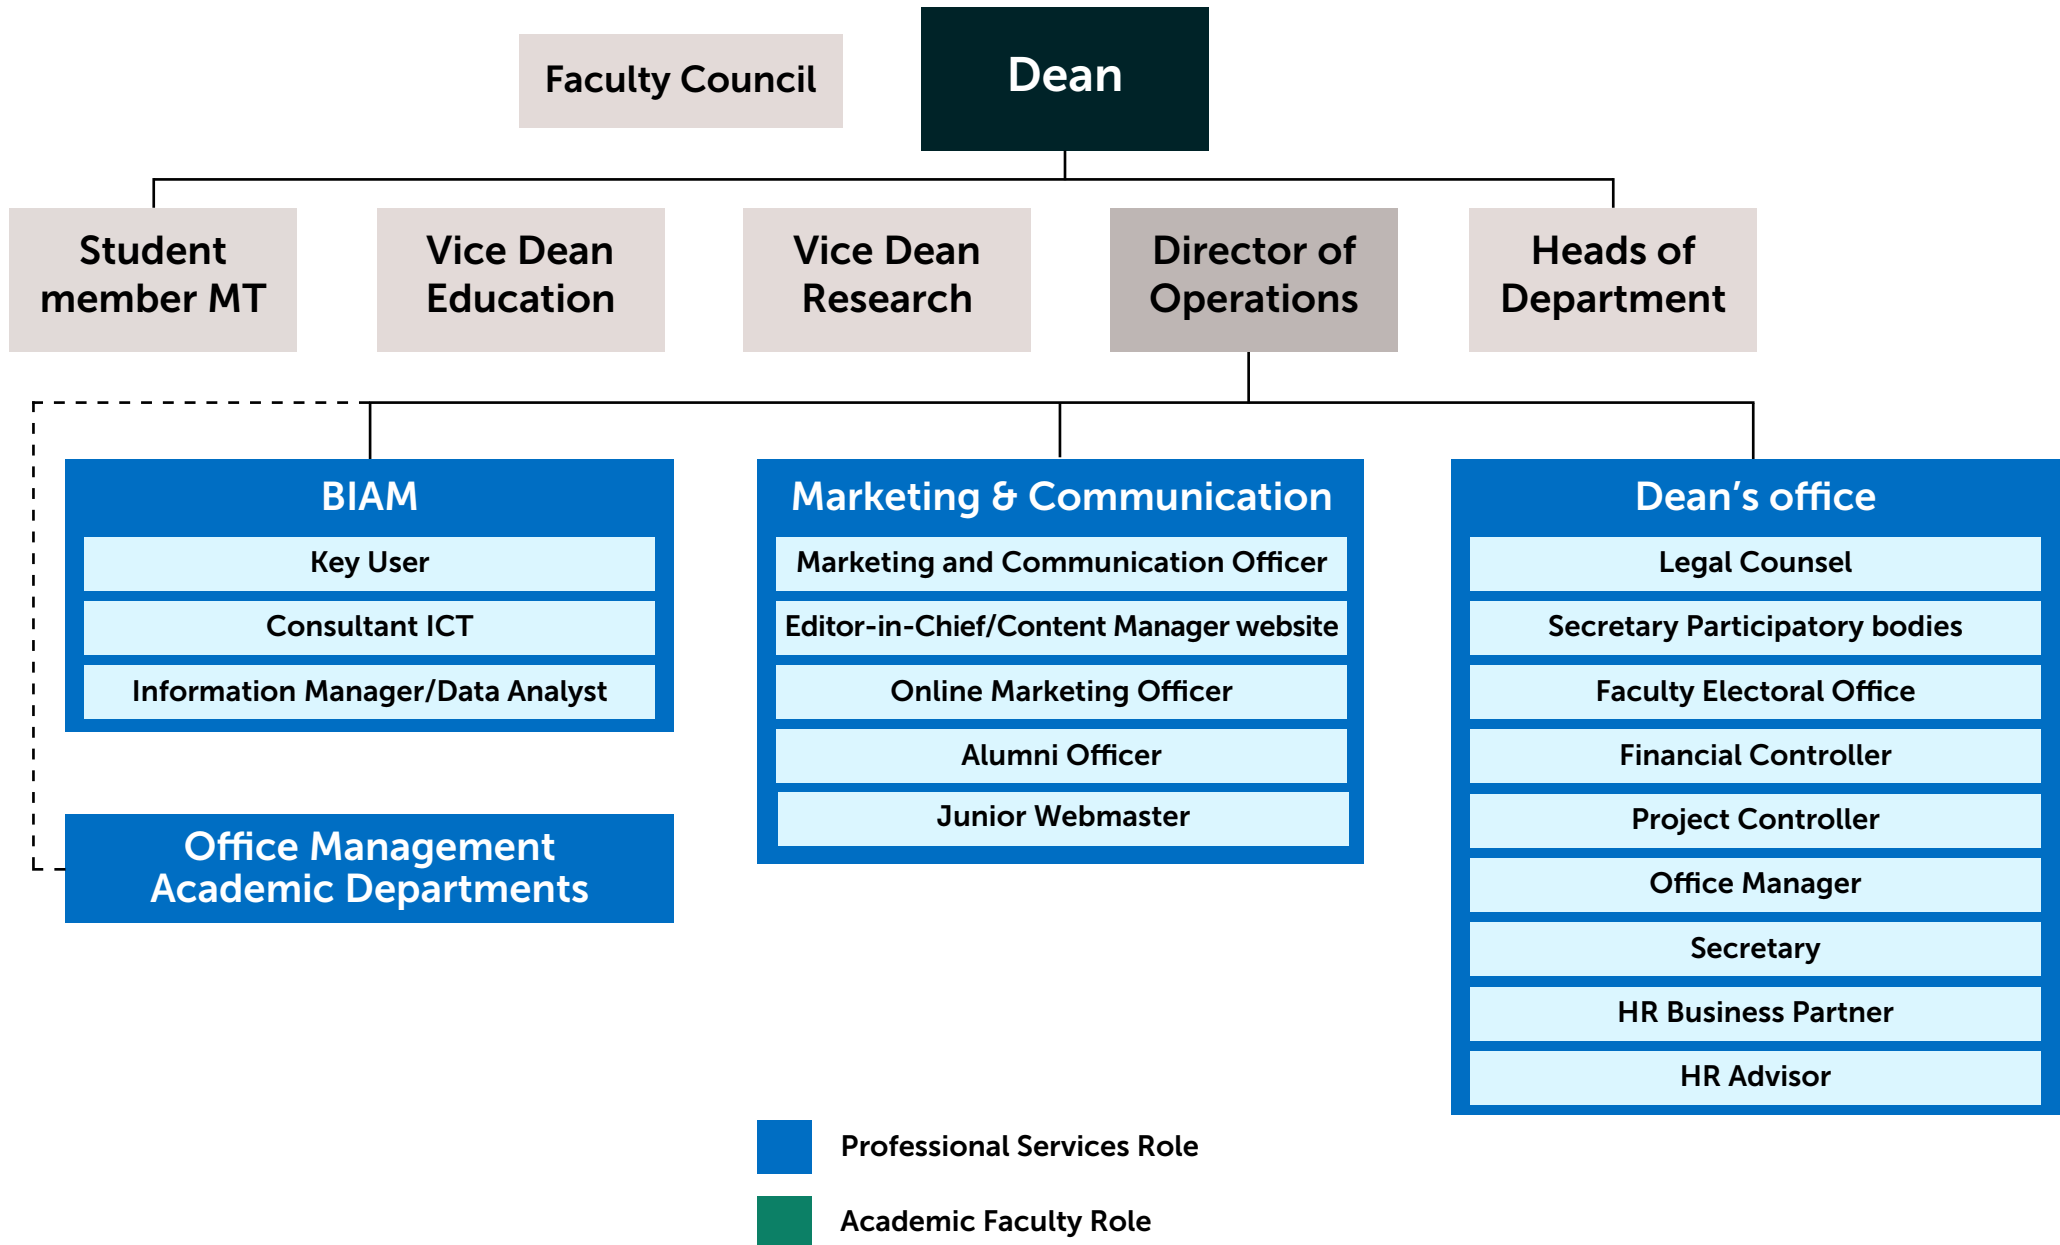 Faculty Council
Dean
Student
member MT
Vice Dean
Education
Vice Dean
Research
Director of
Operations
Heads of
Department
BIAM
Key User
Consultant ICT
Information Manager/Data Analyst
Office Management
Academic Departments
Marketing & Communication
Marketing and Communication Officer
Editor-in-Chief/Content Manager website
Online Marketing Officer
Alumni Officer
Junior Webmaster
Dean’s office
Legal Counsel
Secretary Participatory bodies
Faculty Electoral Office
Financial Controller
Project Controller
Office Manager
Secretary
HR Business Partner
HR Advisor
Professional Services Role
Academic Faculty Role